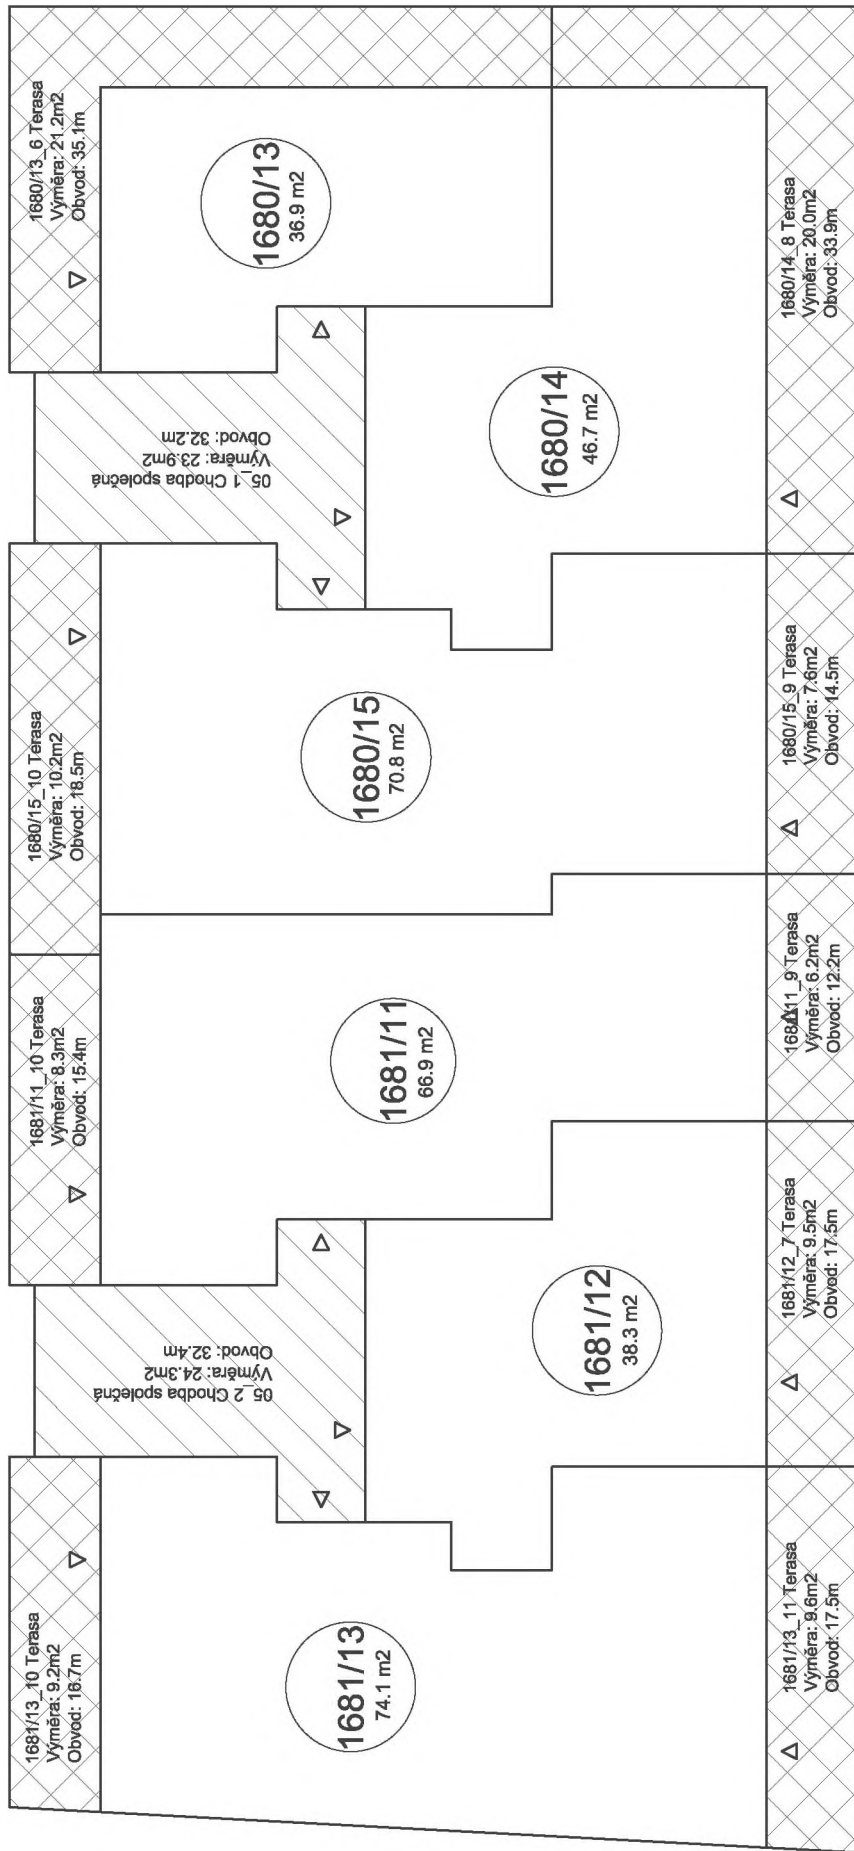 1680/13_6 Terasa
Výměra: 21.2m2
Obvod: 35.1m
1680/13
36.9 m2
05_1 Chodba společná
Výměra: 23.9m2
Obvod: 32.2m
1680/14
46.7 m2
1680/14_8 Terasa
Výměra: 20.0m2
Obvod: 33.9m
1680/15_10 Terasa
Výměra: 10.2m2
Obvod: 18.5m
1680/15
70.8 m2
1680/15_9 Terasa
Výměra: 7.6m2
Obvod: 14.5m
1681/11_10 Terasa
Výměra: 8.3m2
Obvod: 15.4m
1681/11
66.9 m2
1681/11_9 Terasa
Výměra: 6.2m2
Obvod: 12.2m
05_2 Chodba společná
Výměra: 24.3m2
Obvod: 32.4m
1681/12
38.3 m2
1681/12_7 Terasa
Výměra: 9.5m2
Obvod: 17.5m
1681/13_10 Terasa
Výměra: 9.2m2
Obvod: 16.7m
1681/13
74.1 m2
1681/13_11 Terasa
Výměra: 9.6m2
Obvod: 17.5m